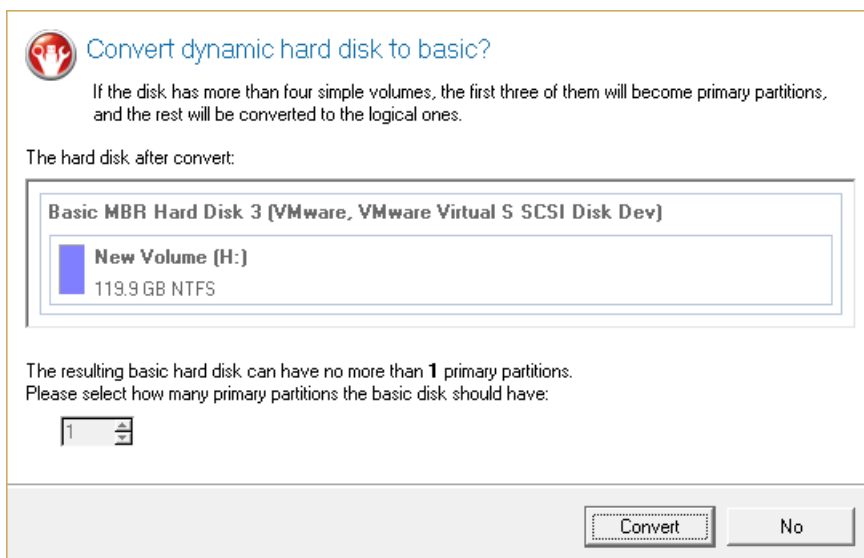 Convert dynamic hard disk to basic?
If the disk has more than four simple volumes, the first three of them will become primary partitions,
and the rest will be converted to the logical ones.
The hard disk after convert:
Basic MBR Hard Disk 3 (VMware, VMware Virtual S SCSI Disk Dev)
New Volume (H:)
119.9 GB NTFS
The resulting basic hard disk can have no more than 1 primary partitions.
Please select how many primary partitions the basic disk should have:
1
Convert No